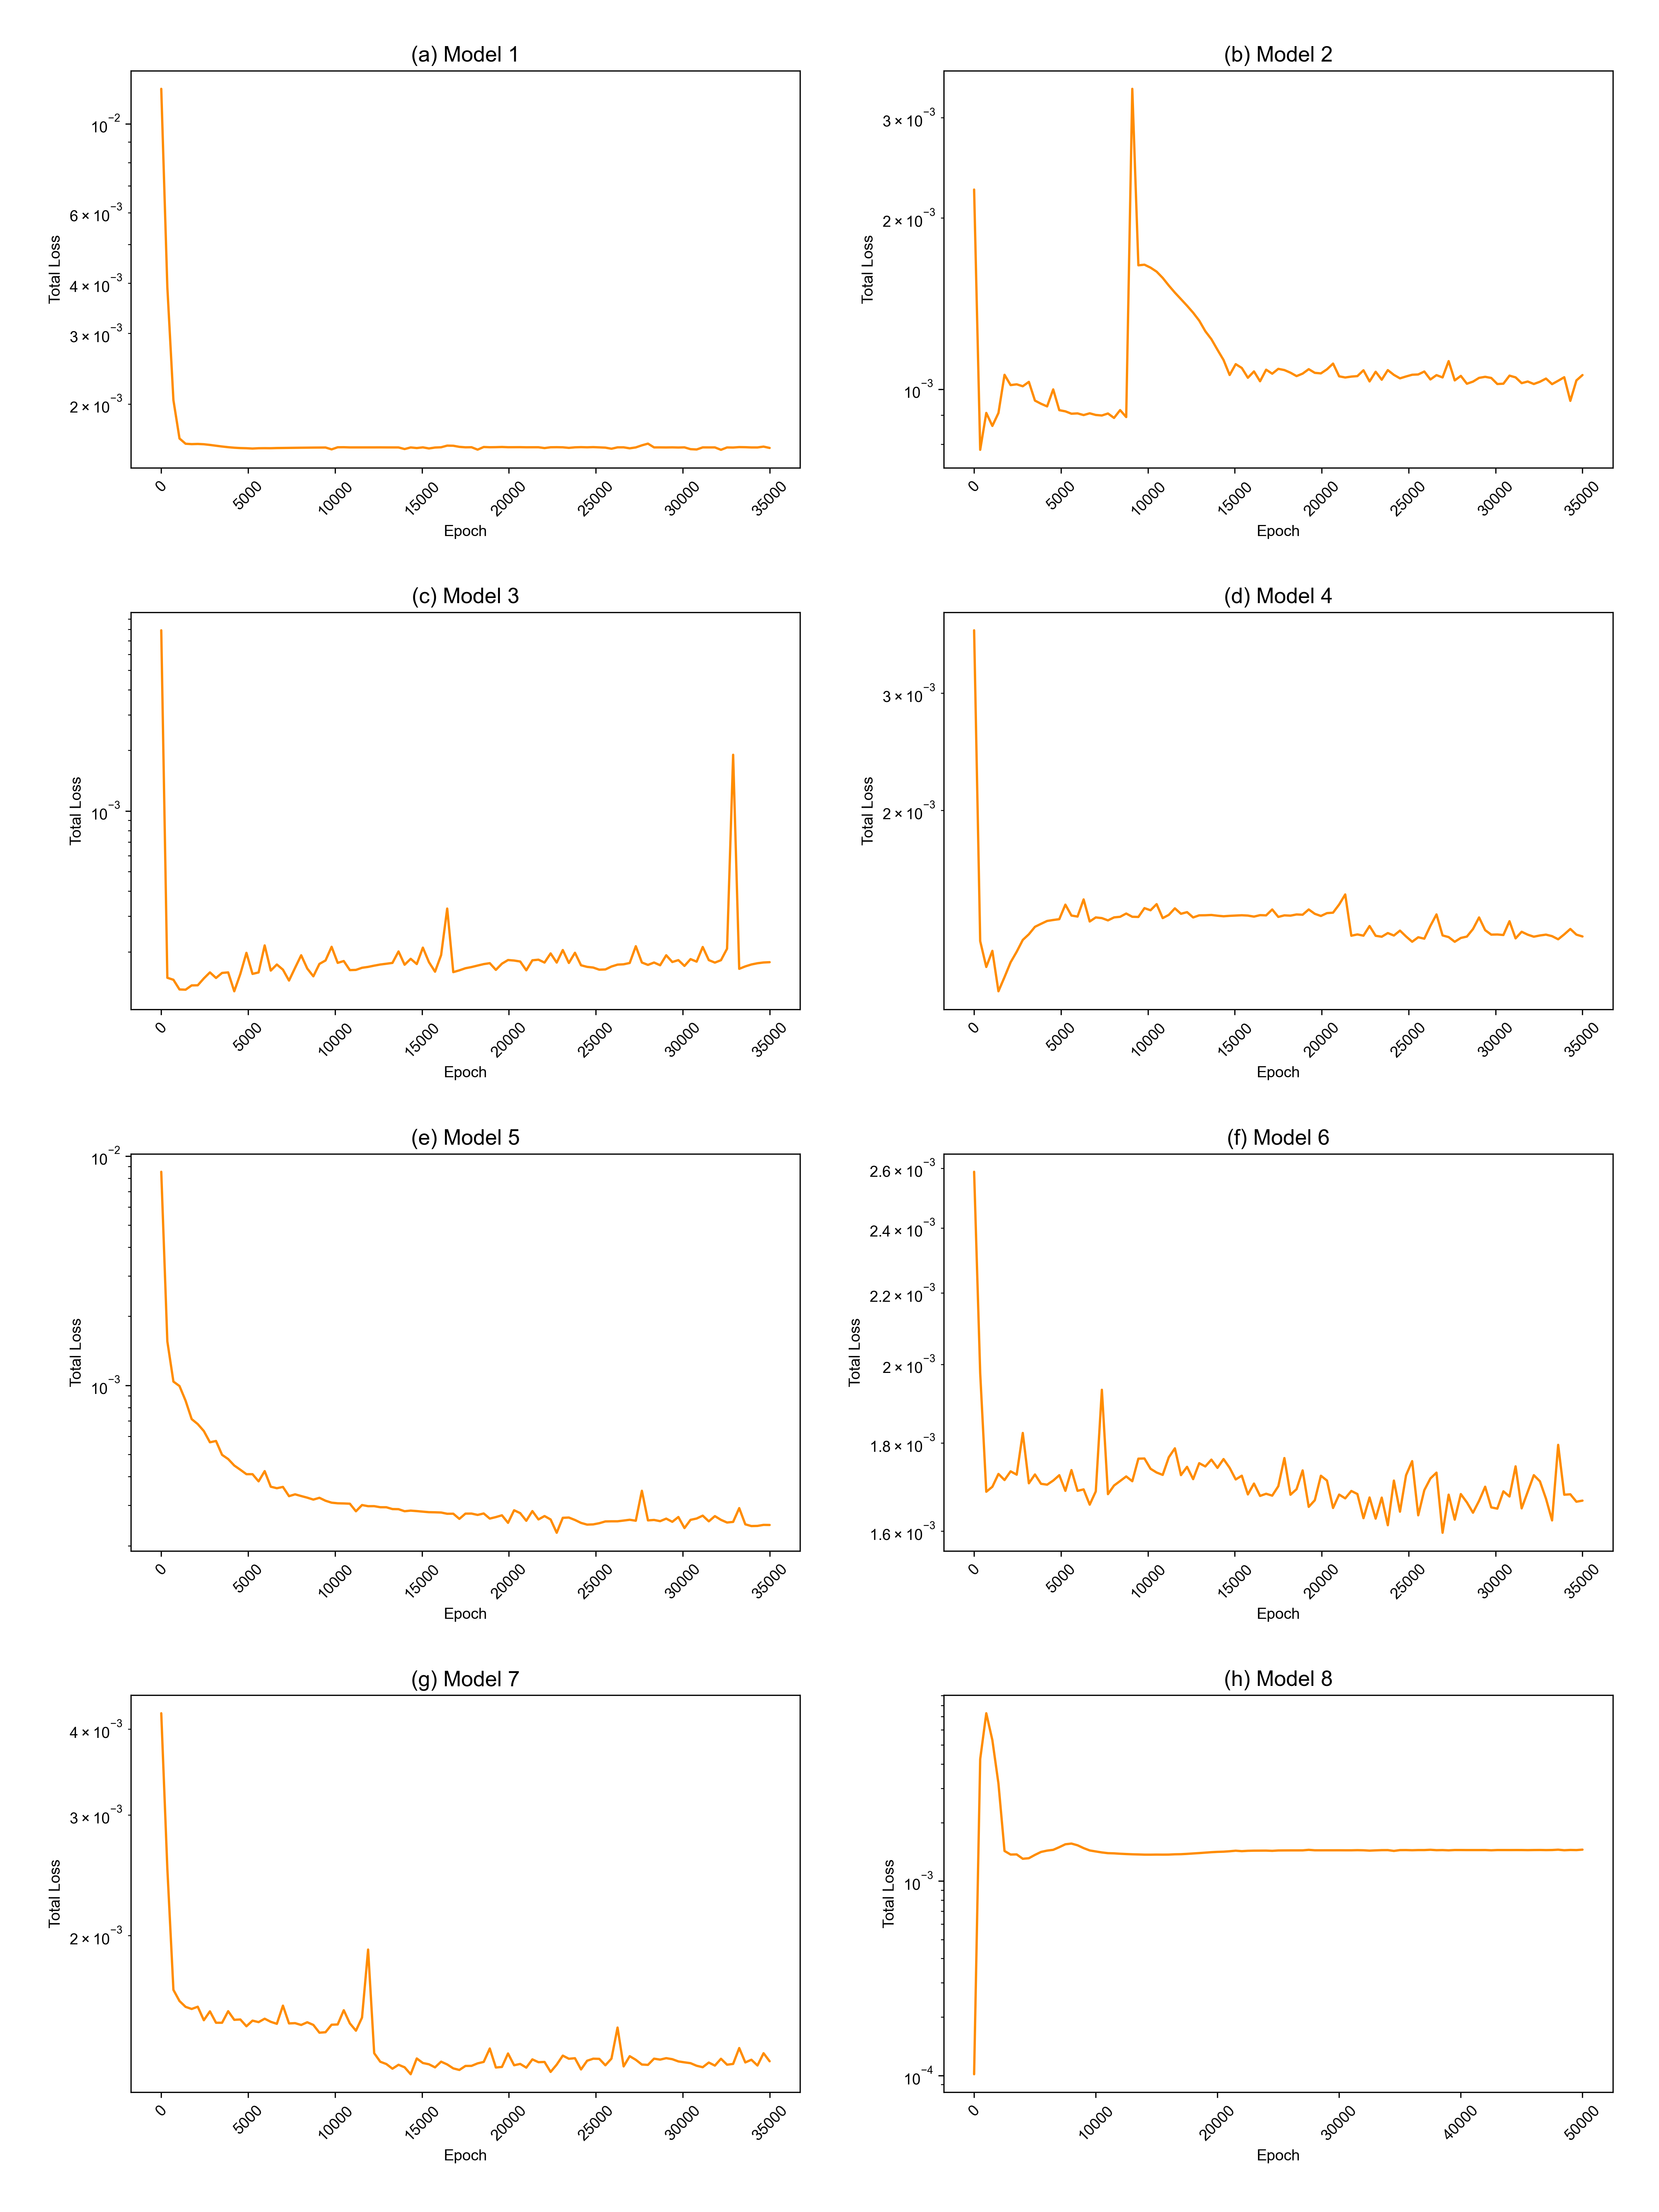 (a) Model 1
10⁻²
6 × 10⁻³
4 × 10⁻³
3 × 10⁻³
2 × 10⁻³
Total Loss
0 5000 10000 15000 20000 25000 30000 35000
Epoch
(b) Model 2
3 × 10⁻³
2 × 10⁻³
10⁻³
Total Loss
0 5000 10000 15000 20000 25000 30000 35000
Epoch
(c) Model 3
10⁻³
Total Loss
0 5000 10000 15000 20000 25000 30000 35000
Epoch
(d) Model 4
3 × 10⁻³
2 × 10⁻³
Total Loss
0 5000 10000 15000 20000 25000 30000 35000
Epoch
(e) Model 5
10⁻²
10⁻³
Total Loss
0 5000 10000 15000 20000 25000 30000 35000
Epoch
(f) Model 6
2.6 × 10⁻³
2.4 × 10⁻³
2.2 × 10⁻³
2 × 10⁻³
1.8 × 10⁻³
1.6 × 10⁻³
Total Loss
0 5000 10000 15000 20000 25000 30000 35000
Epoch
(g) Model 7
4 × 10⁻³
3 × 10⁻³
2 × 10⁻³
Total Loss
0 5000 10000 15000 20000 25000 30000 35000
Epoch
(h) Model 8
10⁻³
10⁻⁴
Total Loss
0 10000 20000 30000 40000 50000
Epoch